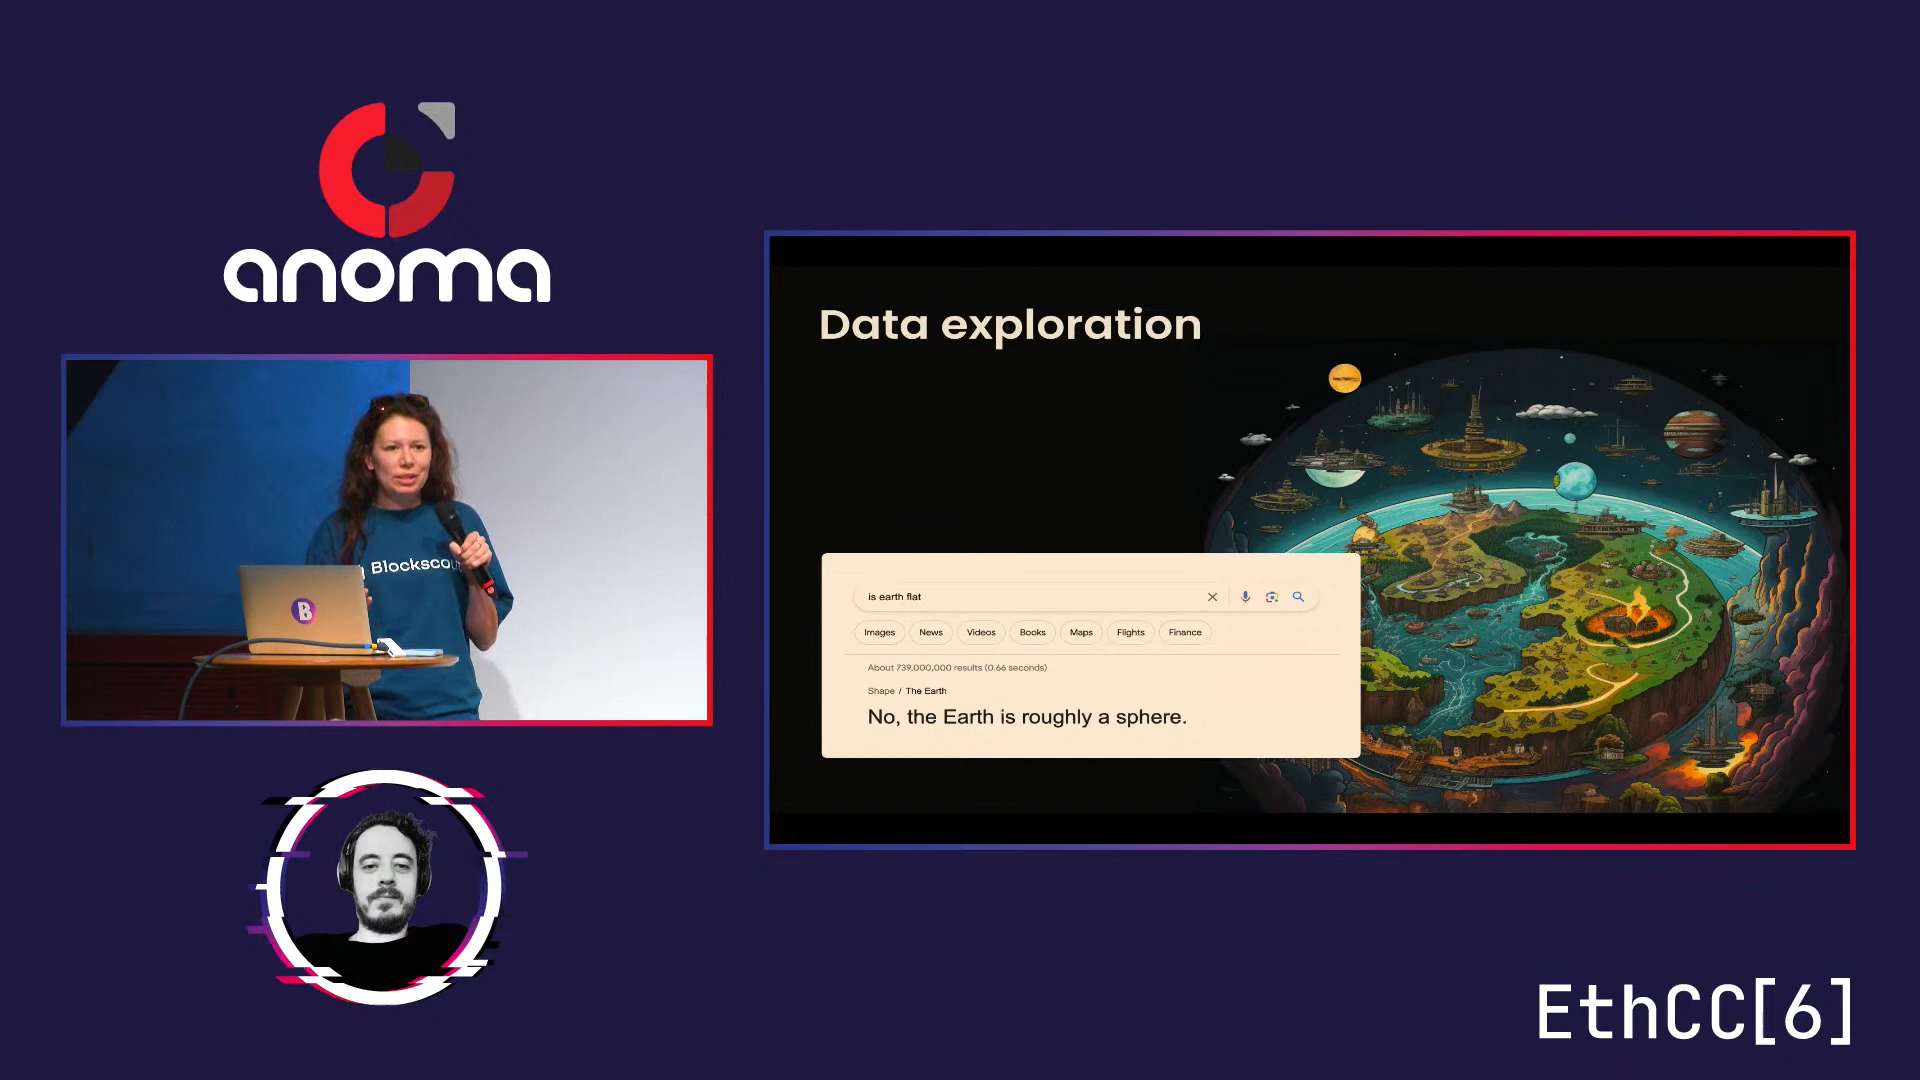 anoma
Blockscou
B
Data exploration
is earth flat
Images News Videos Books Maps Flights Finance
About 739,000,000 results (0.66 seconds)
Shape / The Earth
No, the Earth is roughly a sphere.
EthCC[6]